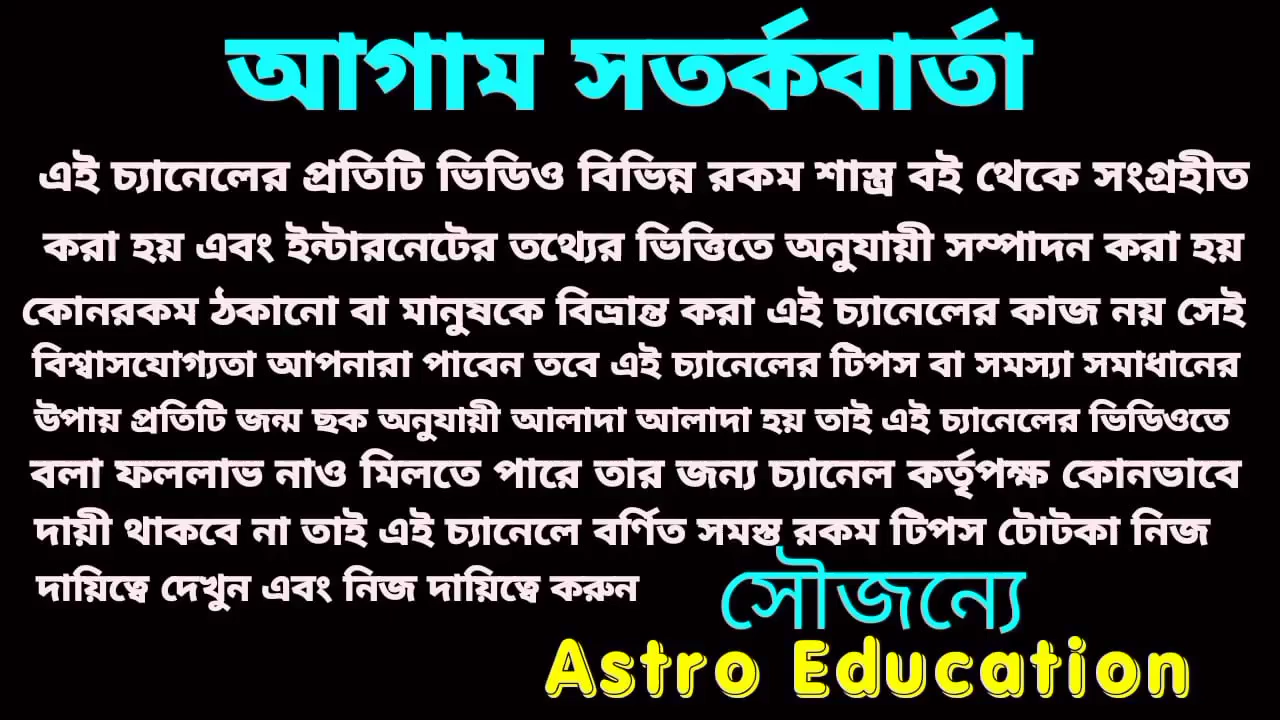 আগাম সতর্কবার্তা
এই চ্যানেলের প্রতিটি ভিডিও বিভিন্ন রকম শাস্ত্র বই থেকে সংগ্রহীত
করা হয় এবং ইন্টারনেটের তথ্যের ভিত্তিতে অনুযায়ী সম্পাদন করা হয়
কোনরকম ঠকানো বা মানুষকে বিভ্রান্ত করা এই চ্যানেলের কাজ নয় সেই
বিশ্বাসযোগ্যতা আপনারা পাবেন তবে এই চ্যানেলের টিপস বা সমস্যা সমাধানের
উপায় প্রতিটি জন্ম ছক অনুযায়ী আলাদা আলাদা হয় তাই এই চ্যানেলের ভিডিওতে
বলা ফললাভ নাও মিলতে পারে তার জন্য চ্যানেল কর্তৃপক্ষ কোনভাবে
দায়ী থাকবে না তাই এই চ্যানেলে বর্ণিত সমস্ত রকম টিপস টোটকা নিজ
দায়িত্বে দেখুন এবং নিজ দায়িত্বে করুন
সৌজন্যে
Astro Education